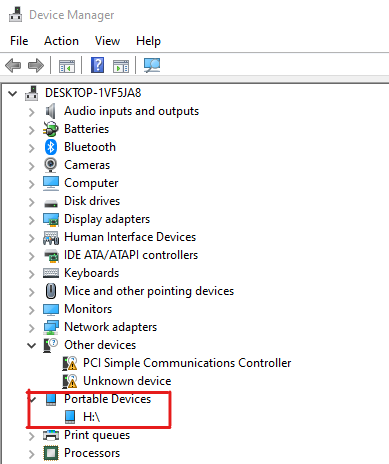 Device Manager
File Action View Help
DESKTOP-1VF5JA8
Audio inputs and outputs
Batteries
Bluetooth
Cameras
Computer
Disk drives
Display adapters
Human Interface Devices
IDE ATA/ATAPI controllers
Keyboards
Mice and other pointing devices
Monitors
Network adapters
Other devices
PCI Simple Communications Controller
Unknown device
Portable Devices
H:\
Print queues
Processors